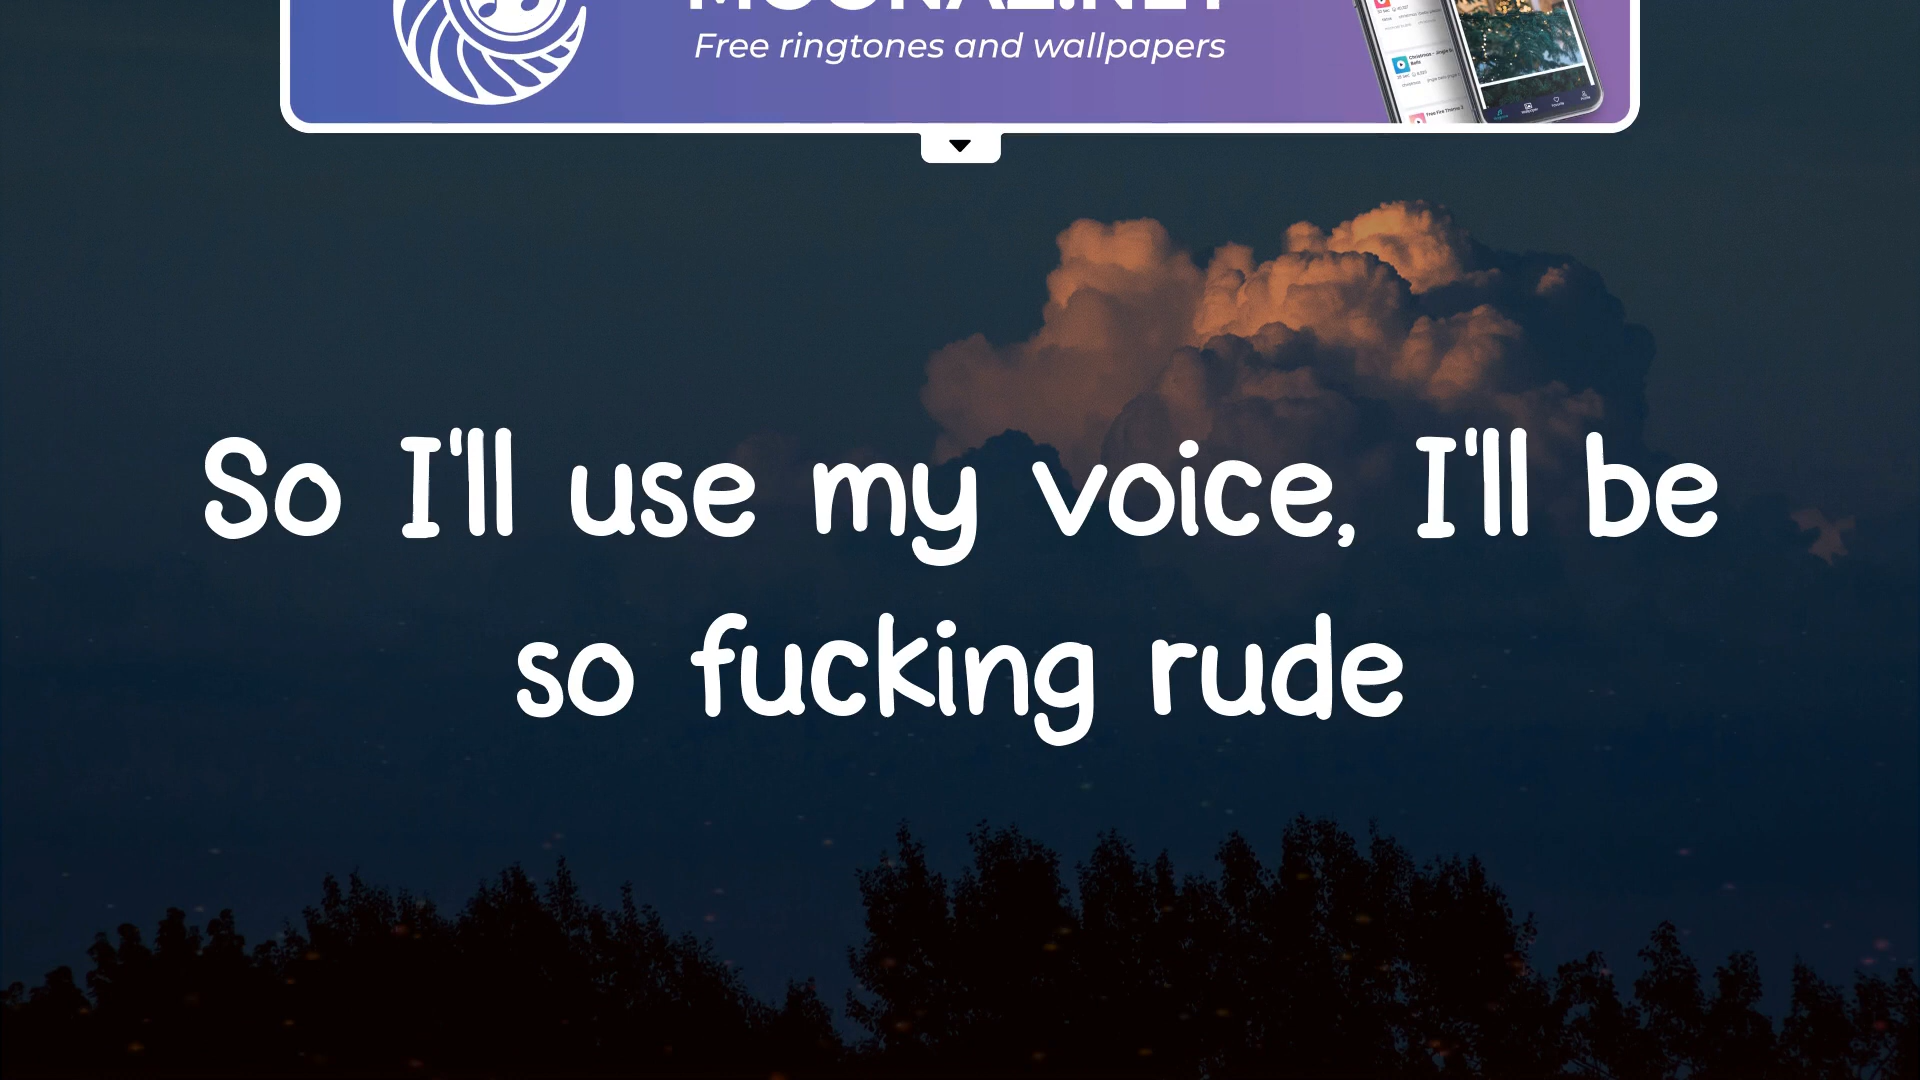 Free ringtones and wallpapers
So I'll use my voice, I'll be
so fucking rude